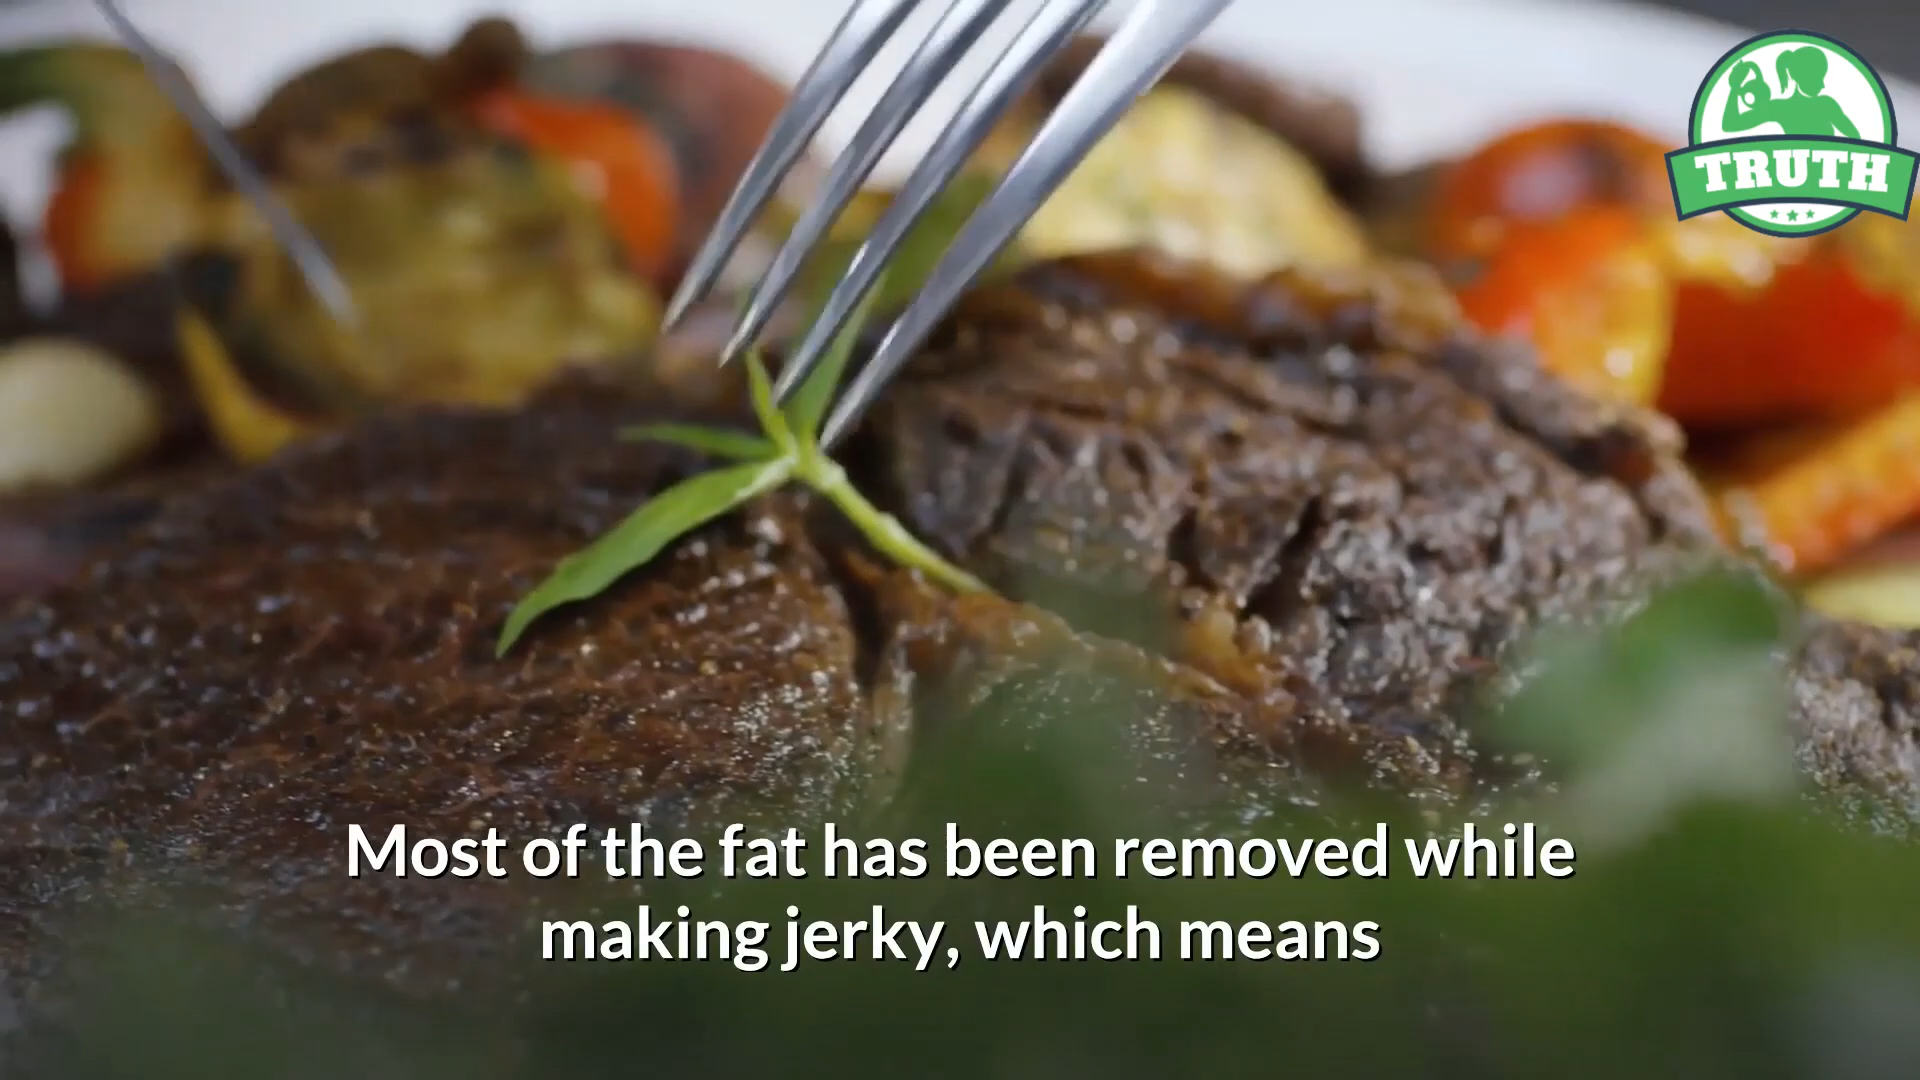 TRUTH
Most of the fat has been removed while
making jerky, which means